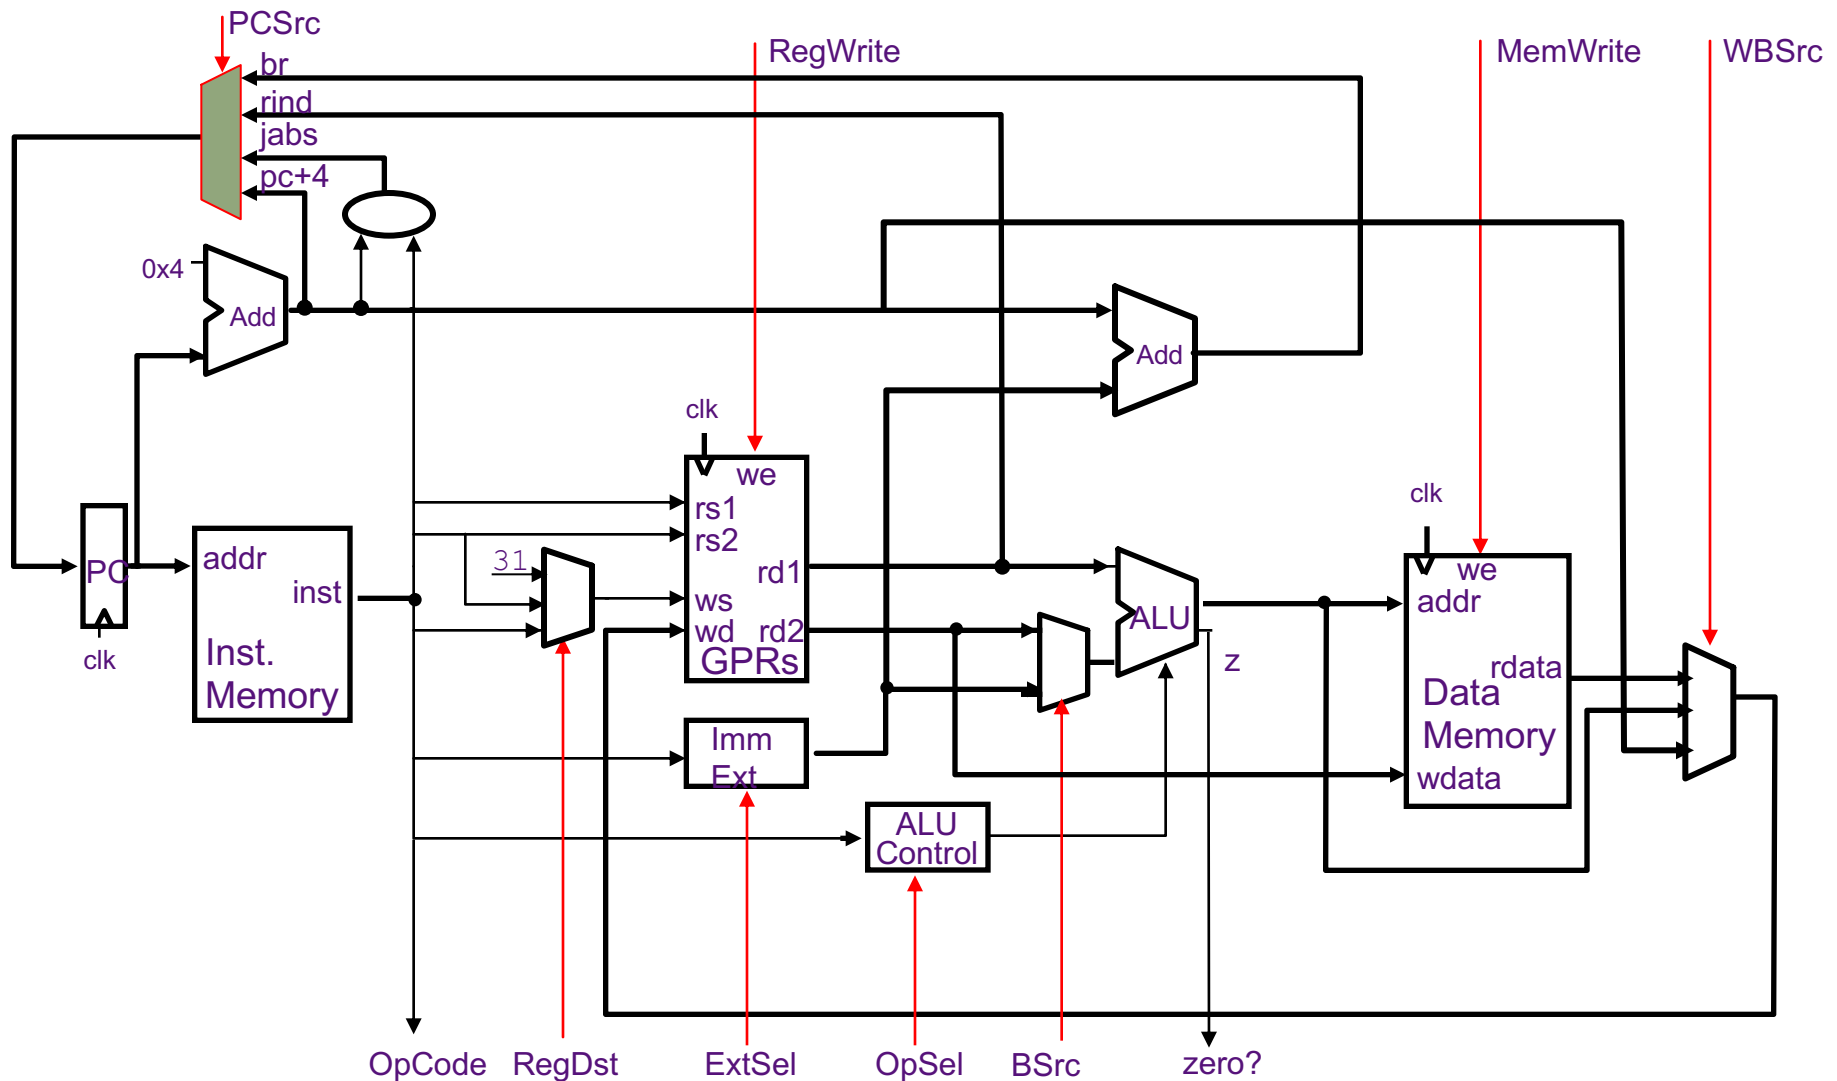 PCSrc
RegWrite
MemWrite
WBSrc
br
rind
jabs
pc+4
0x4
Add
Add
clk
we
rs1
rs2
31
rd1
ws
wd
rd2
GPRs
PC
clk
addr
inst
Inst.
Memory
ALU
z
clk
we
addr
rdata
Data
Memory
wdata
Imm
Ext
ALU
Control
OpCode
RegDst
ExtSel
OpSel
BSrc
zero?